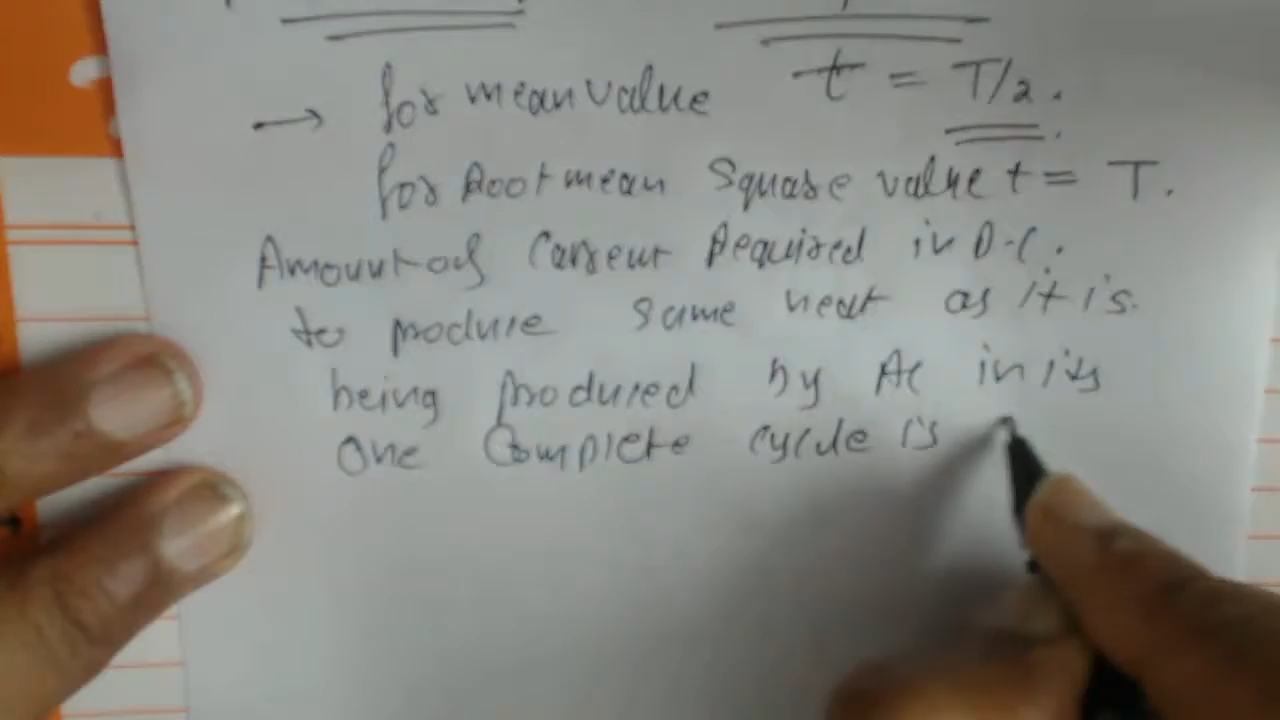 → for mean value t = T/2.
for Root mean Square value t = T.
Amount of Current Required in D.C.
to produce same heat as it is
being produced by AC in its
one Complete cycle is